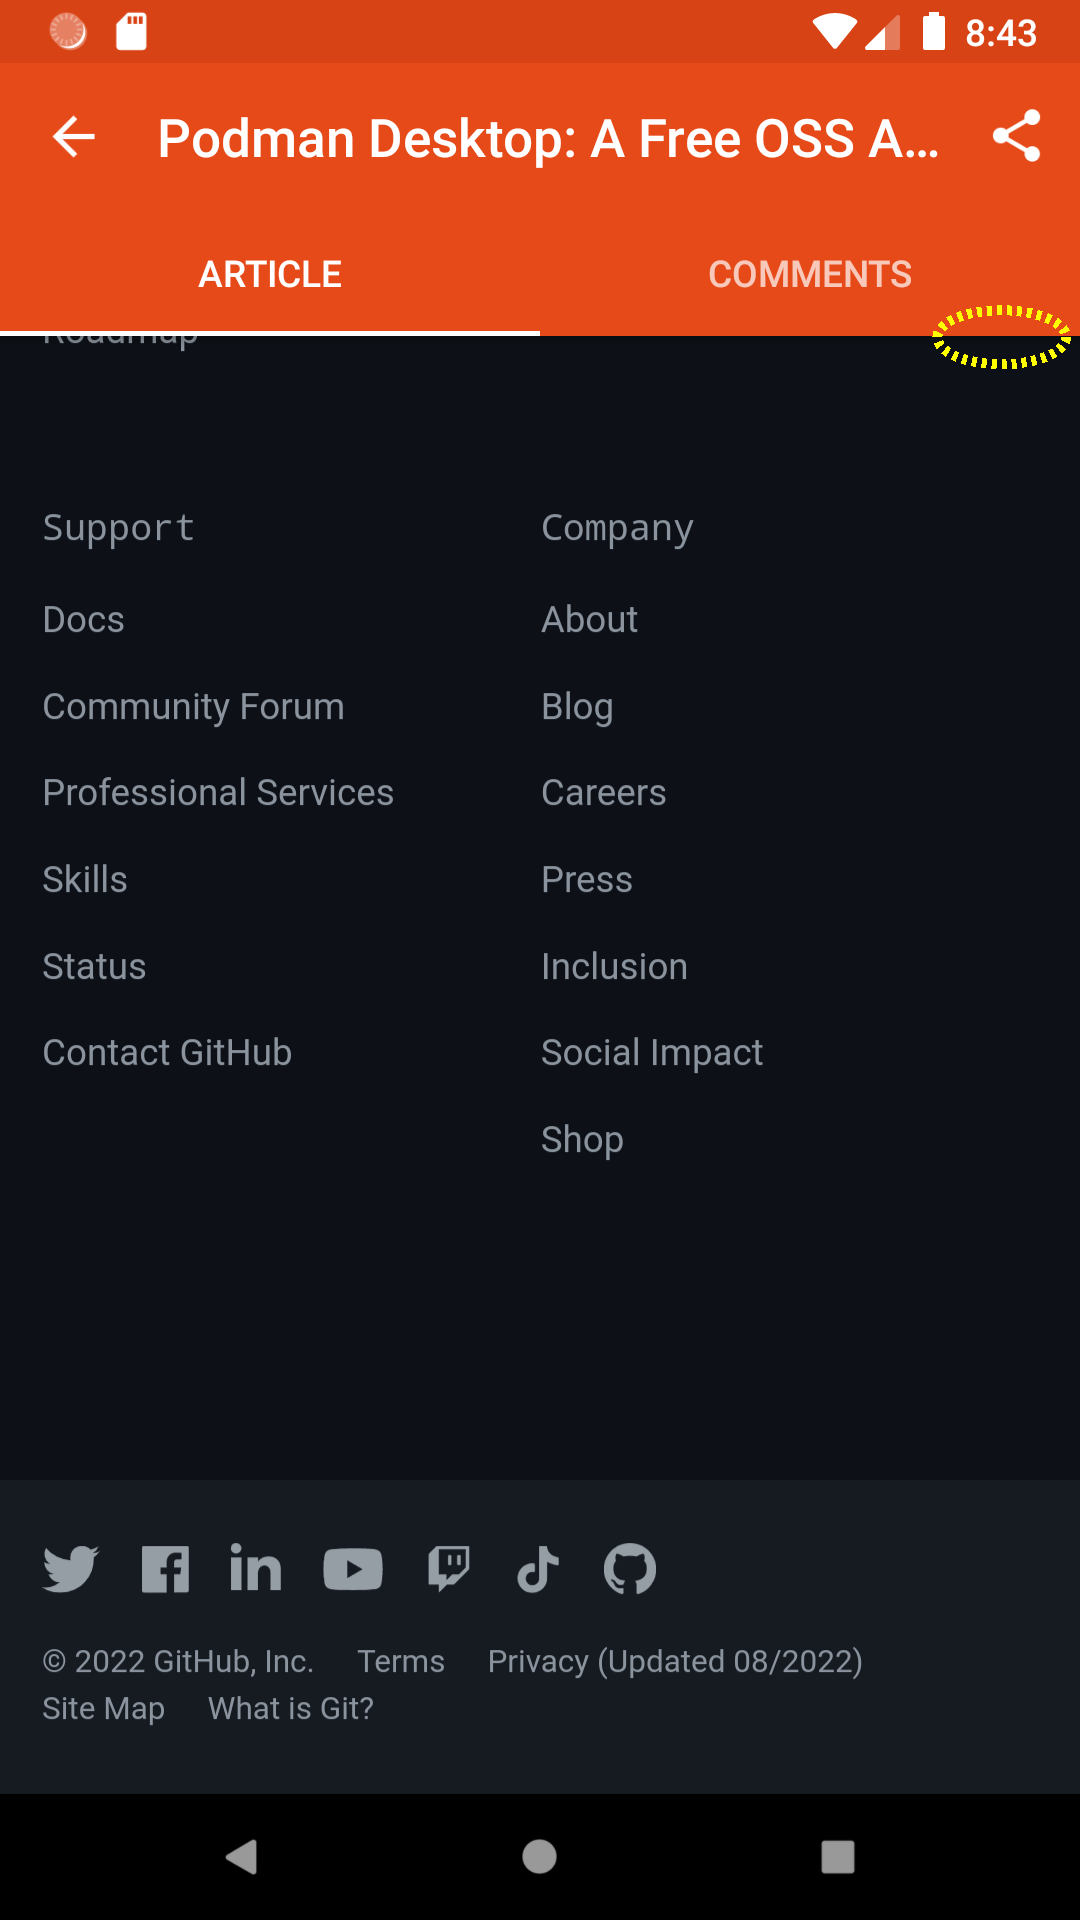 8:43
Podman Desktop: A Free OSS A...
ARTICLE COMMENTS
Roadmap
Support Company
Docs About
Community Forum Blog
Professional Services Careers
Skills Press
Status Inclusion
Contact GitHub Social Impact
Shop
© 2022 GitHub, Inc. Terms Privacy (Updated 08/2022)
Site Map What is Git?